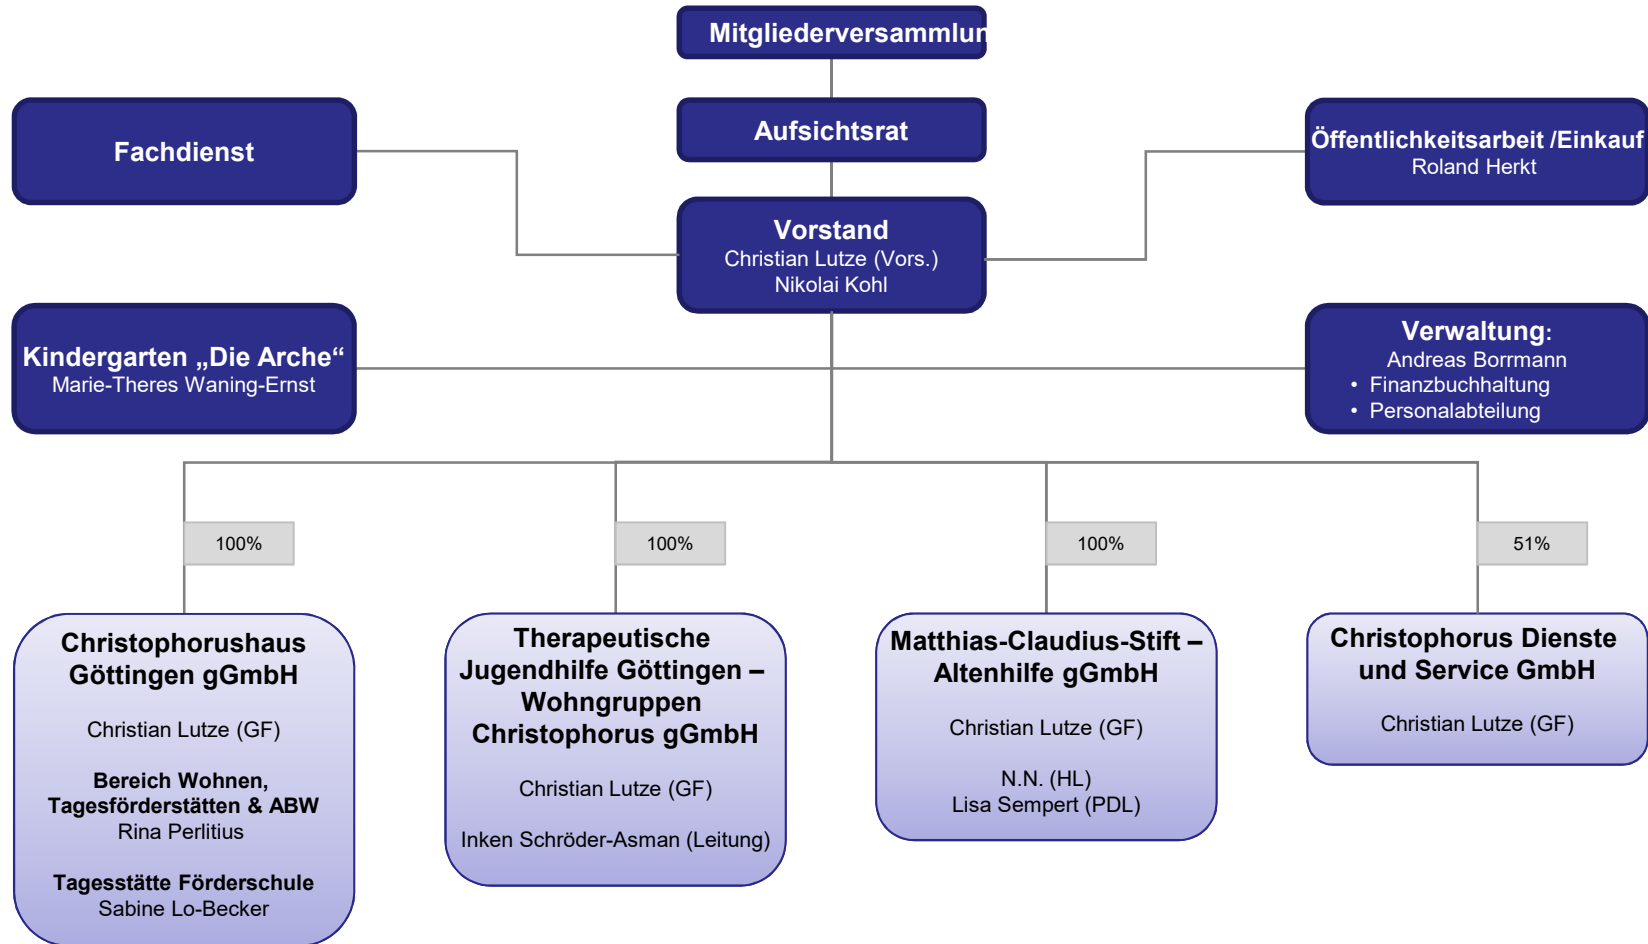 Mitgliederversammlun
Aufsichtsrat
Fachdienst
Öffentlichkeitsarbeit /Einkauf
Roland Herkt
Vorstand
Christian Lutze (Vors.)
Nikolai Kohl
Kindergarten „Die Arche“
Marie-Theres Waning-Ernst
Verwaltung:
Andreas Borrmann
• Finanzbuchhaltung
• Personalabteilung
100%
100%
100%
51%
Christophorushaus
Göttingen gGmbH
Christian Lutze (GF)
Bereich Wohnen,
Tagesförderstätten & ABW
Rina Perlitius
Tagesstätte Förderschule
Sabine Lo-Becker
Therapeutische
Jugendhilfe Göttingen –
Wohngruppen
Christophorus gGmbH
Christian Lutze (GF)
Inken Schröder-Asman (Leitung)
Matthias-Claudius-Stift –
Altenhilfe gGmbH
Christian Lutze (GF)
N.N. (HL)
Lisa Sempert (PDL)
Christophorus Dienste
und Service GmbH
Christian Lutze (GF)